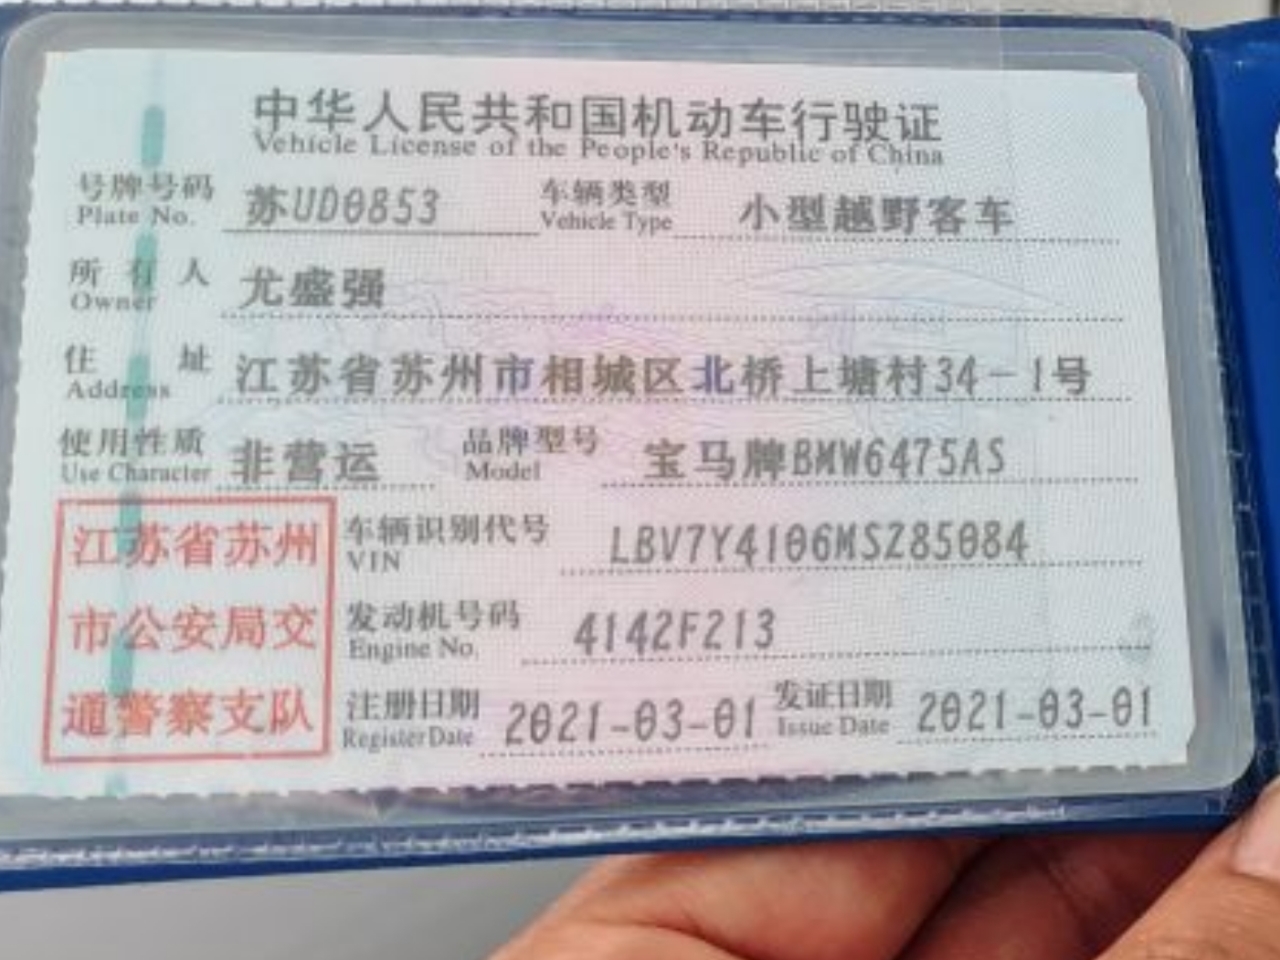 中华人民共和国机动车行驶证
Vehicle License of the People's Republic of China
号牌号码 苏UD0853 车辆类型 小型越野客车
Plate No. Vehicle Type
所有人 尤盛强
Owner
住址 江苏省苏州市相城区北桥上塘村34-1号
Address
使用性质 非营运 品牌型号 宝马牌BMW6475AS
Use Character Model
江苏省苏州
市公安局交
通警察支队
车辆识别代号 LBV7Y4106MSZ85084
VIN
发动机号码 4142F213
Engine No.
注册日期 2021-03-01 发证日期 2021-03-01
Register Date Issue Date